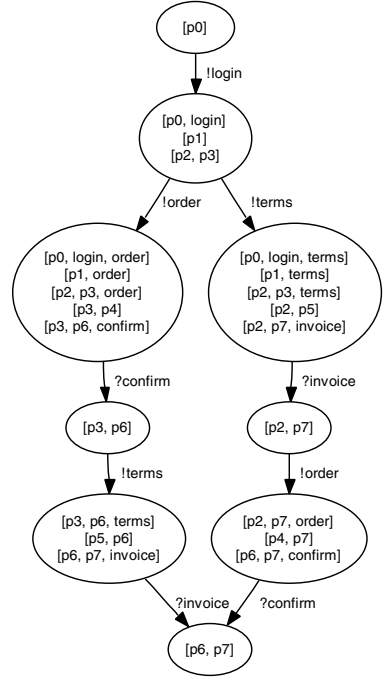 [p0]
!login
[p0, login]
[p1]
[p2, p3]
!order
!terms
[p0, login, order]
[p1, order]
[p2, p3, order]
[p3, p4]
[p3, p6, confirm]
[p0, login, terms]
[p1, terms]
[p2, p3, terms]
[p2, p5]
[p2, p7, invoice]
?confirm
?invoice
[p3, p6]
[p2, p7]
!terms
!order
[p3, p6, terms]
[p5, p6]
[p6, p7, invoice]
[p2, p7, order]
[p4, p7]
[p6, p7, confirm]
?invoice
?confirm
[p6, p7]